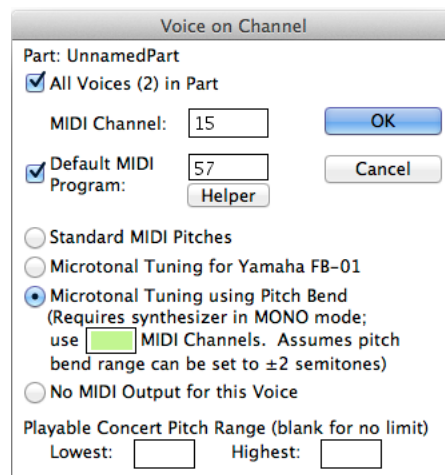 Voice on Channel
Part: UnnamedPart
All Voices (2) in Part
MIDI Channel: 15 OK
Default MIDI Program: 57 Cancel
Helper
Standard MIDI Pitches
Microtonal Tuning for Yamaha FB-01
Microtonal Tuning using Pitch Bend
(Requires synthesizer in MONO mode;
use MIDI Channels. Assumes pitch
bend range can be set to ±2 semitones)
No MIDI Output for this Voice
Playable Concert Pitch Range (blank for no limit)
Lowest: Highest: